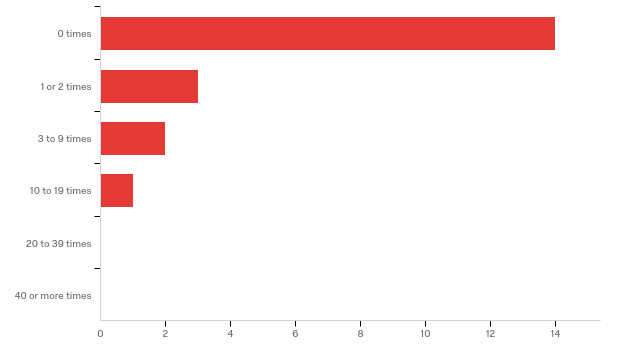 0 times
1 or 2 times
3 to 9 times
10 to 19 times
20 to 39 times
40 or more times
0 2 4 6 8 10 12 14